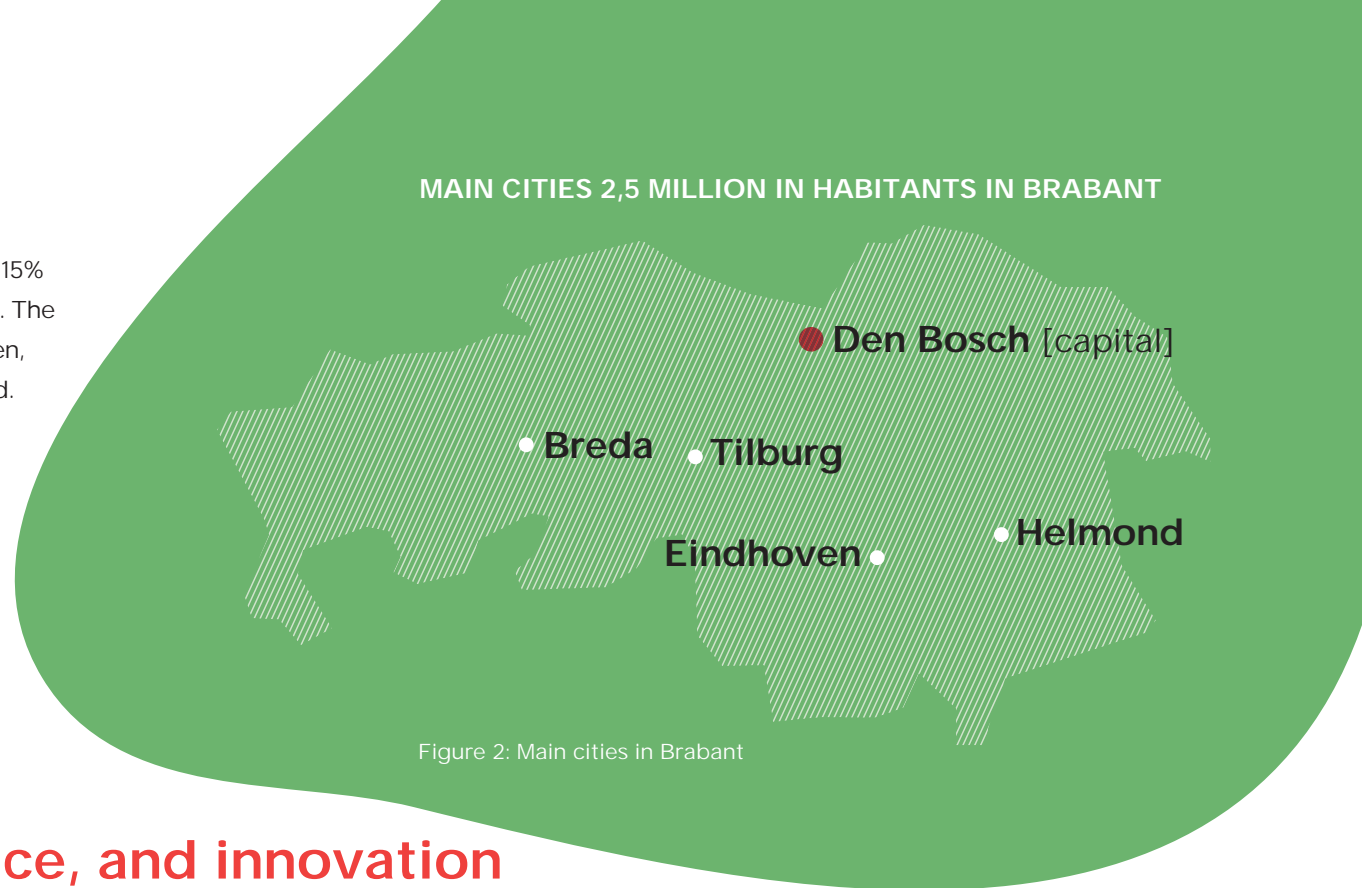 MAIN CITIES 2,5 MILLION IN HABITANTS IN BRABANT
15%
. The
en,
d.
Den Bosch [capital]
Breda
Tilburg
Helmond
Eindhoven
Figure 2: Main cities in Brabant
ce, and innovation